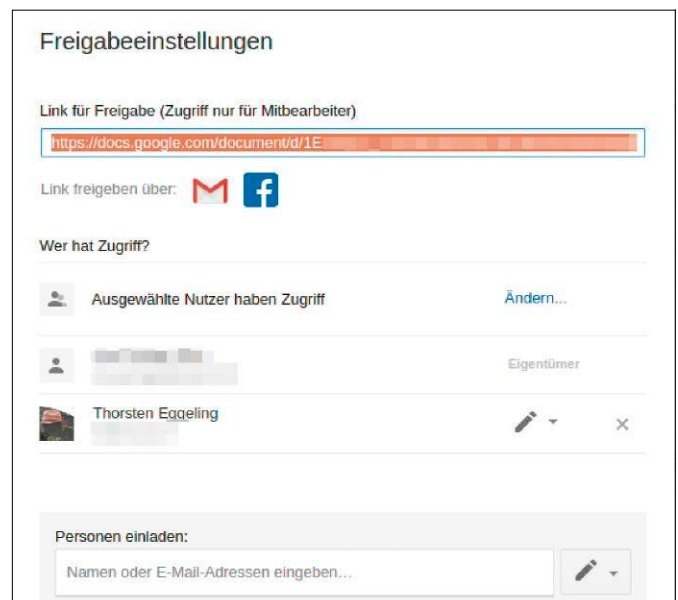 Freigabeeinstellungen
Link für Freigabe (Zugriff nur für Mitbearbeiter)
https://docs.google.com/document/d/1E
Link freigeben über:
Wer hat Zugriff?
Ausgewählte Nutzer haben Zugriff Ändern...
Eigentümer
Thorsten Eggeling
Personen einladen:
Namen oder E-Mail-Adressen eingeben...